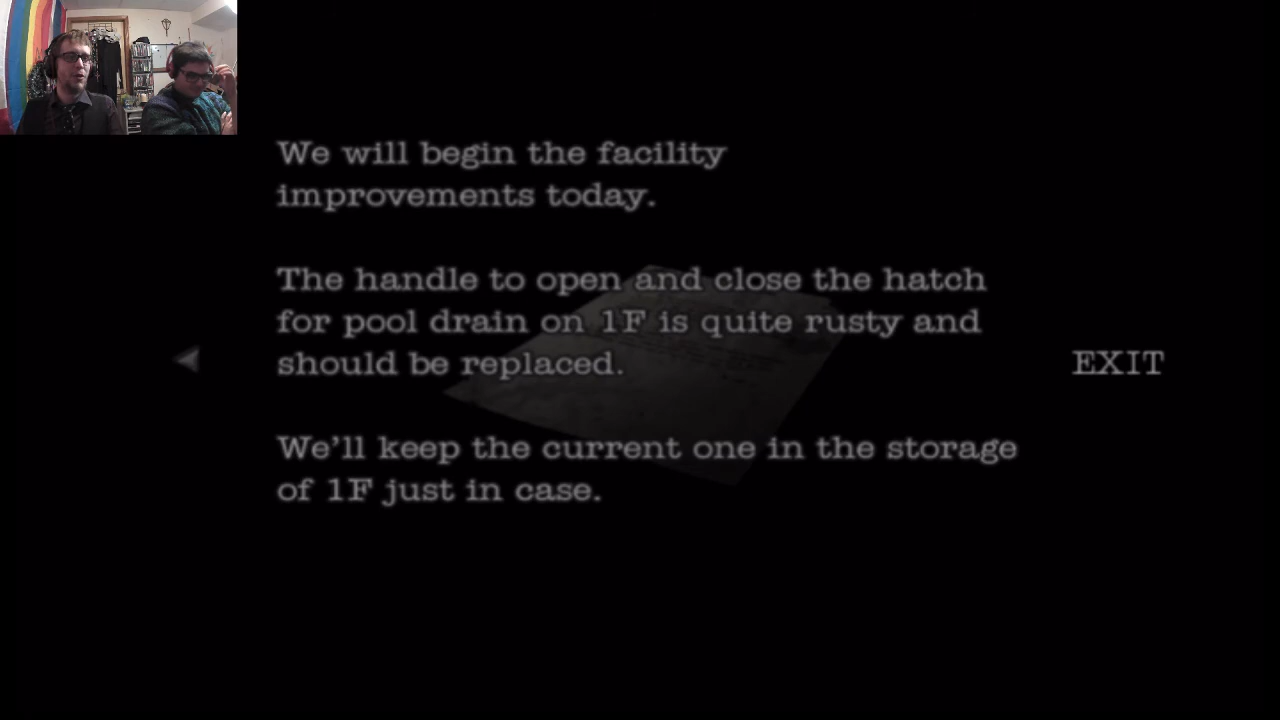 We will begin the facility
improvements today.
The handle to open and close the hatch
for pool drain on 1F is quite rusty and
should be replaced.
EXIT
We'll keep the current one in the storage
of 1F just in case.